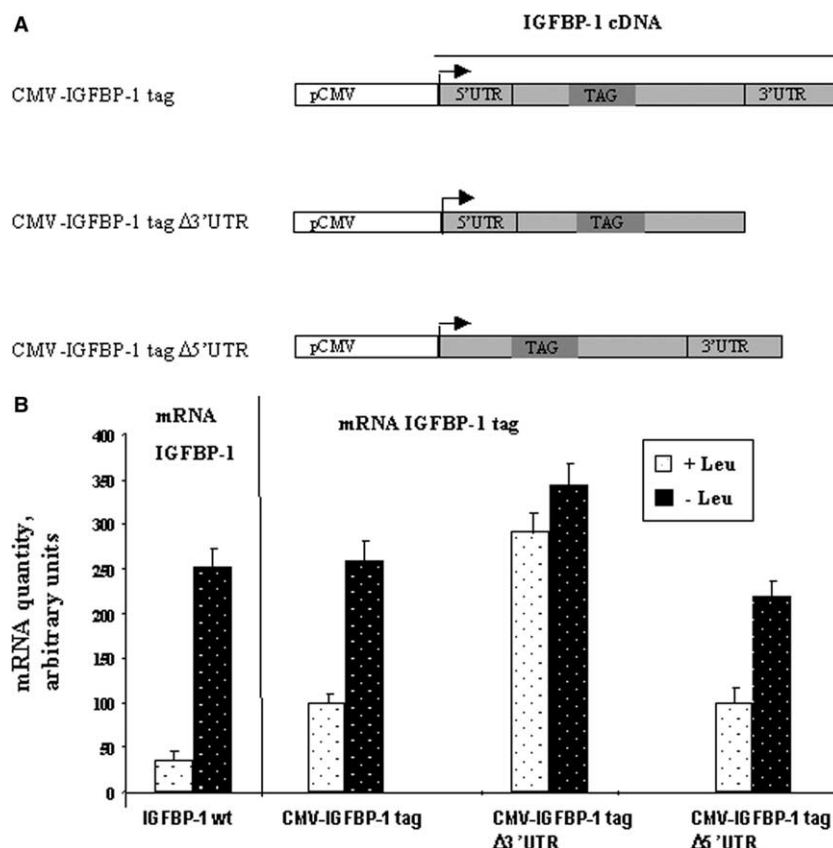 A
IGFBP-1 cDNA
CMV-IGFBP-1 tag
pCMV 5'UTR TAG 3'UTR
CMV-IGFBP-1 tag Δ3'UTR
pCMV 5'UTR TAG
CMV-IGFBP-1 tag Δ5'UTR
pCMV TAG 3'UTR
B
mRNA
IGFBP-1
mRNA IGFBP-1 tag
+ Leu
- Leu
mRNA quantity,
arbitrary units
400
350
300
250
200
150
100
50
0
IGFBP-1 wt
CMV-IGFBP-1 tag
CMV-IGFBP-1 tag
Δ3'UTR
CMV-IGFBP-1 tag
Δ5'UTR